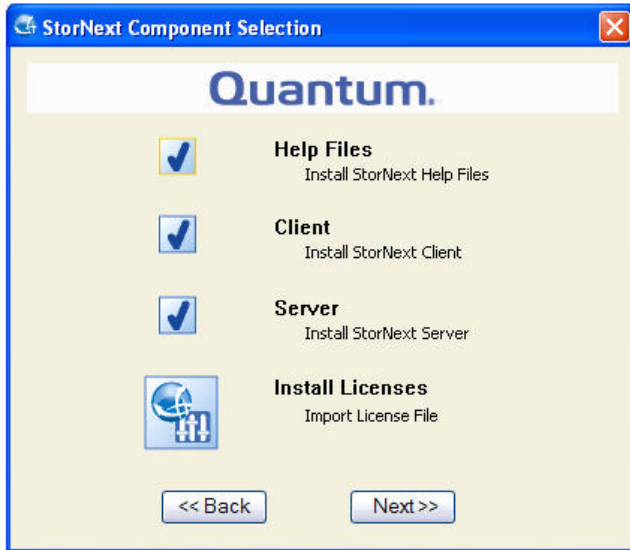 StorNext Component Selection
Quantum.
Help Files
Install StorNext Help Files
Client
Install StorNext Client
Server
Install StorNext Server
Install Licenses
Import License File
<< Back
Next >>